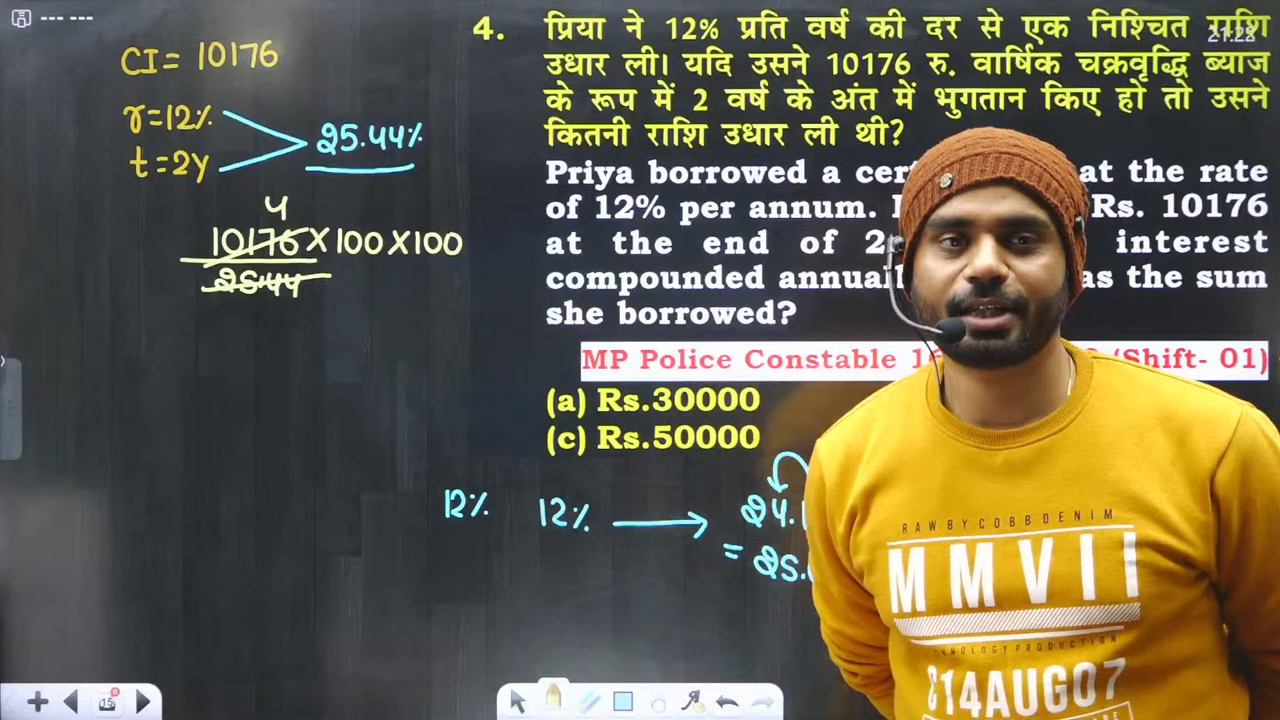 CI = 10176
r=12%
t=2y
25.44%
4
10176×100×100
2544
4. प्रिया ने 12% प्रति वर्ष की दर से एक निश्चित राशि
उधार ली। यदि उसने 10176 रु. वार्षिक चक्रवृद्धि ब्याज
के रूप में 2 वर्ष के अंत में भुगतान किए हों तो उसने
कितनी राशि उधार ली थी?
Priya borrowed a at the rate
of 12% per annum. Rs. 10176
at the end of 2 interest
compounded as the sum
she borrowed?
MP Police Constable (Shift- 01)
(a) Rs.30000
(c) Rs.50000
12% 12% → 24.
= 25.
RAW BY COBB DENIM
MMVII
814AUG07
15